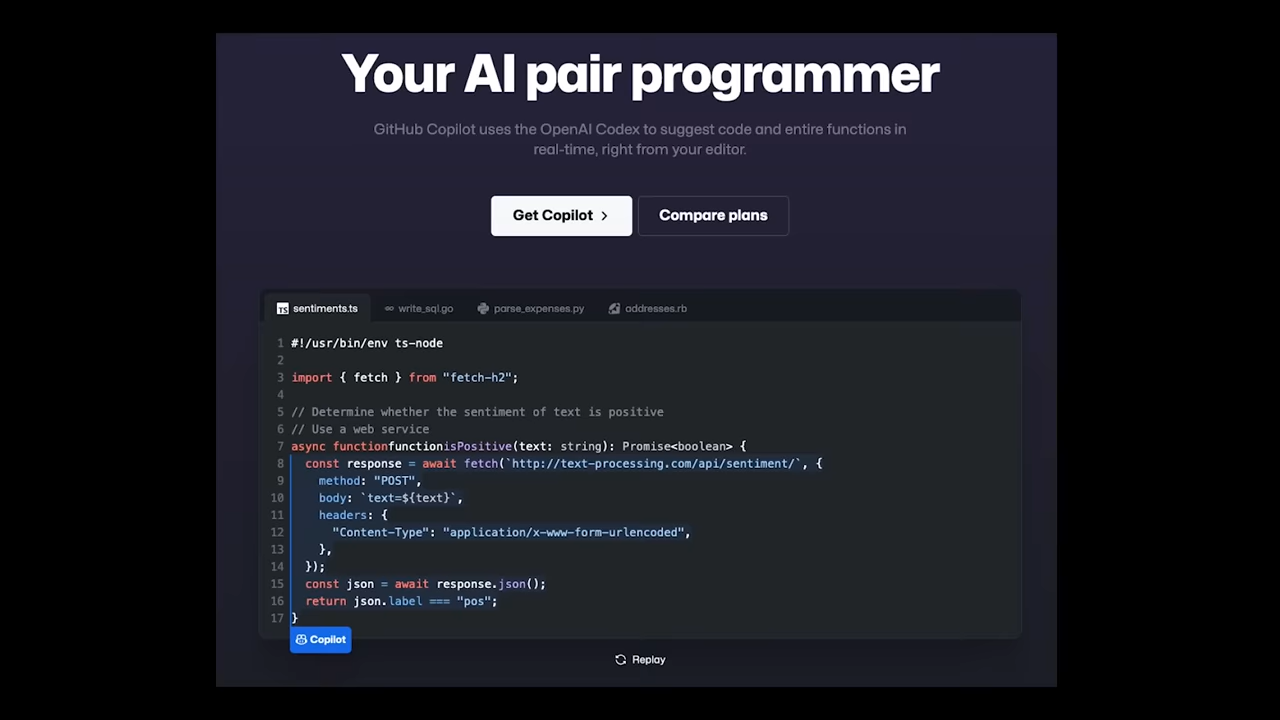 Your AI pair programmer
GitHub Copilot uses the OpenAI Codex to suggest code and entire functions in
real-time, right from your editor.
Get Copilot >
Compare plans
TS sentiments.ts
write_sql.go
parse_expenses.py
addresses.rb
1 #!/usr/bin/env ts-node
2
3 import { fetch } from "fetch-h2";
4
5 // Determine whether the sentiment of text is positive
6 // Use a web service
7 async functionfunctionisPositive(text: string): Promise<boolean> {
8   const response = await fetch(`http://text-processing.com/api/sentiment/`, {
9     method: "POST",
10     body: `text=${text}`,
11     headers: {
12       "Content-Type": "application/x-www-form-urlencoded",
13     },
14   });
15   const json = await response.json();
16   return json.label === "pos";
17 }
Copilot
Replay